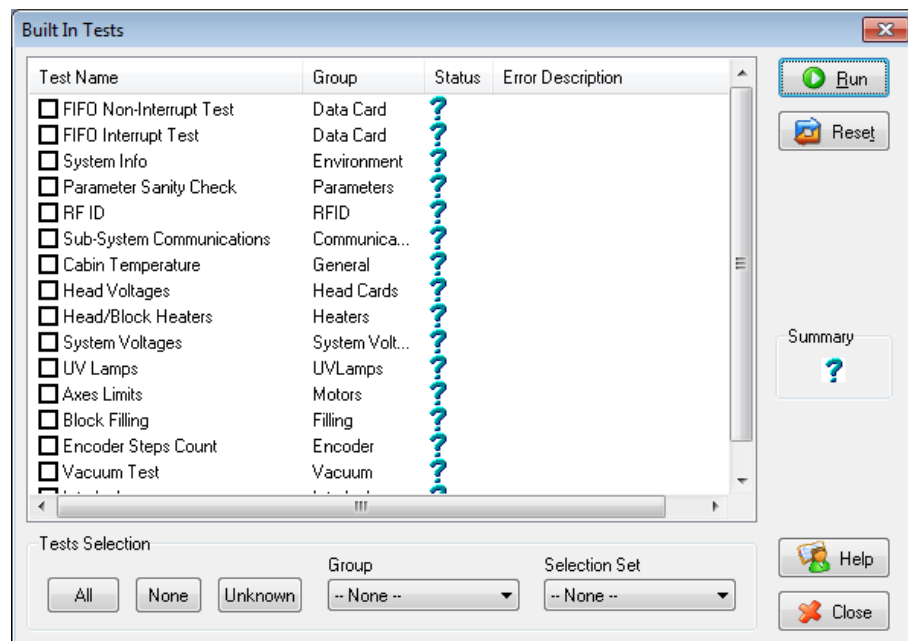 Built In Tests
Test Name Group Status Error Description
FIFO Non-Interrupt Test Data Card ?
FIFO Interrupt Test Data Card ?
System Info Environment ?
Parameter Sanity Check Parameters ?
RF ID RFID ?
Sub-System Communications Communica... ?
Cabin Temperature General ?
Head Voltages Head Cards ?
Head/Block Heaters Heaters ?
System Voltages System Volt... ?
UV Lamps UVLamps ?
Axes Limits Motors ?
Block Filling Filling ?
Encoder Steps Count Encoder ?
Vacuum Test Vacuum ?
Run
Reset
Summary
?
Tests Selection
All None Unknown
Group
-- None --
Selection Set
-- None --
Help
Close